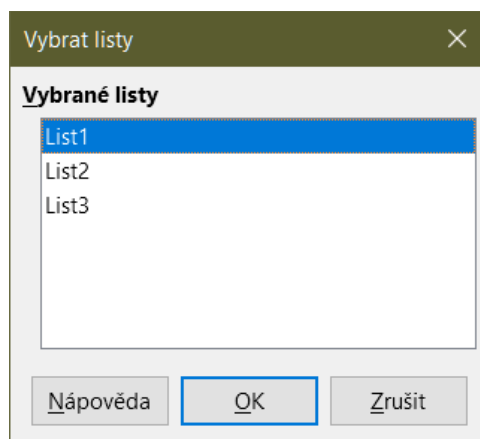 Vybrat listy
Vybrané listy
List1
List2
List3
Nápověda OK Zrušit